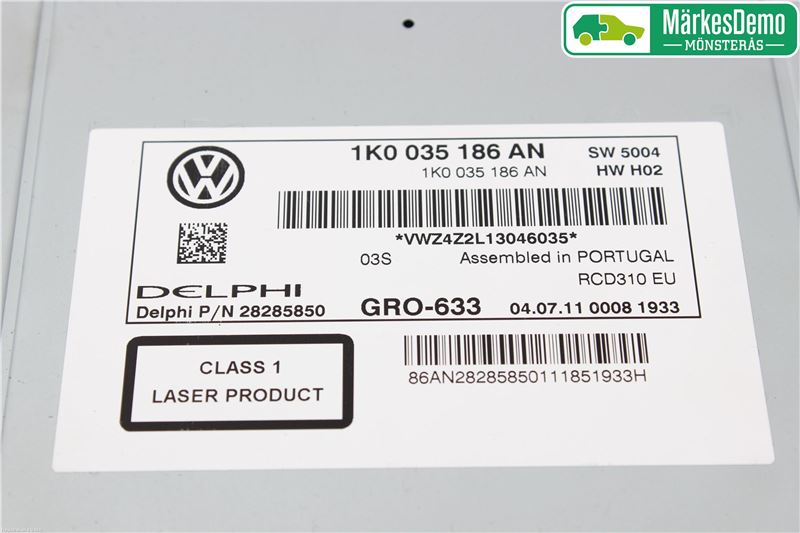 MärkesDemo
MÖNSTERÅS
1K0 035 186 AN SW 5004
1K0 035 186 AN HW H02
*VWZ4Z2L13046035*
03S Assembled in PORTUGAL
RCD310 EU
DELPHI
Delphi P/N 28285850 GRO-633 04.07.11 0008 1933
CLASS 1
LASER PRODUCT
86AN28285850111851933H